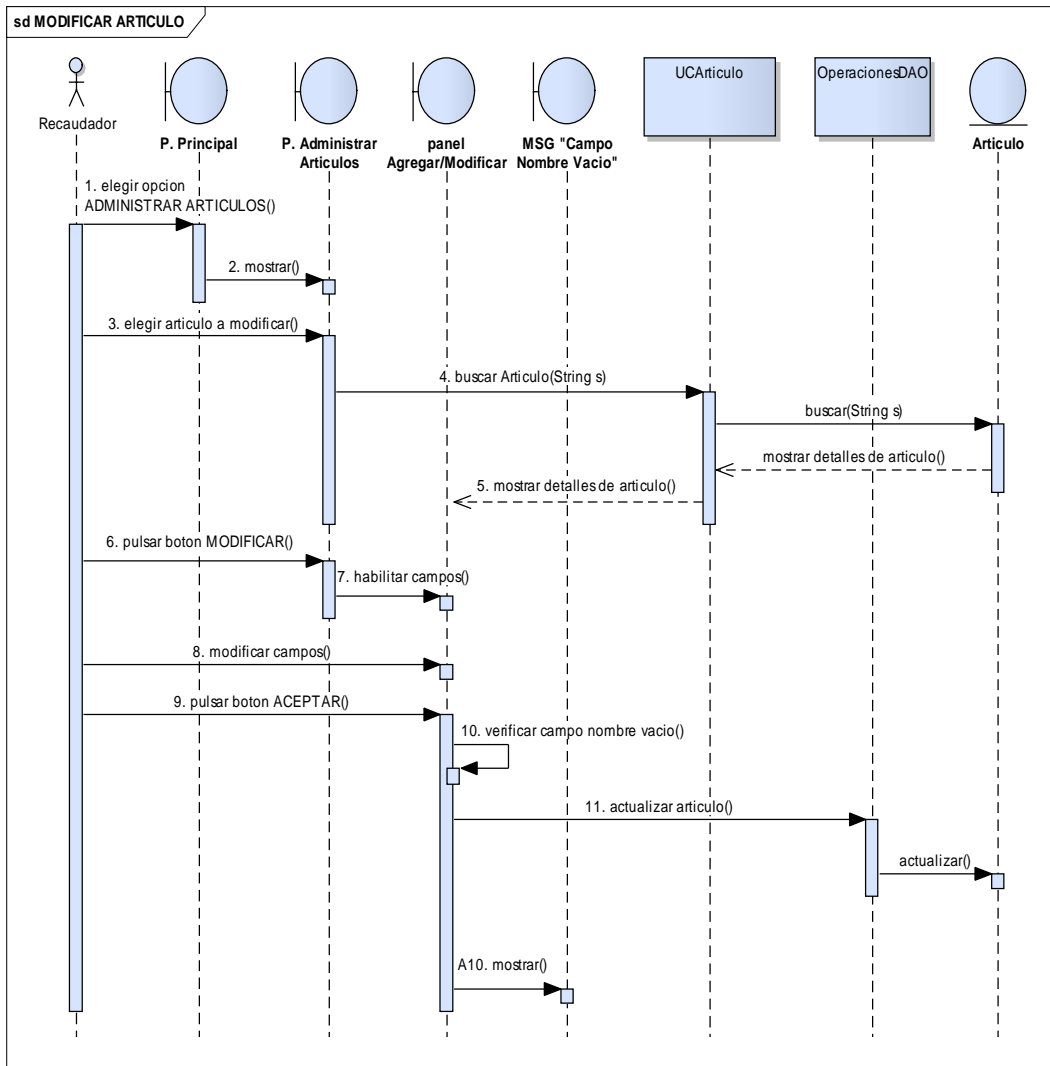 sd MODIFICAR ARTICULO
Recaudador
P. Principal
P. Administrar
Articulos
panel
Agregar/Modificar
MSG "Campo
Nombre Vacio"
UCArticulo
OperacionesDAO
Articulo
1. elegir opcion
ADMINISTRAR ARTICULOS()
2. mostrar()
3. elegir articulo a modificar()
4. buscar Articulo(String s)
buscar(String s)
mostrar detalles de articulo()
5. mostrar detalles de articulo()
6. pulsar boton MODIFICAR()
7. habilitar campos()
8. modificar campos()
9. pulsar boton ACEPTAR()
10. verificar campo nombre vacio()
11. actualizar articulo()
actualizar()
A10. mostrar()